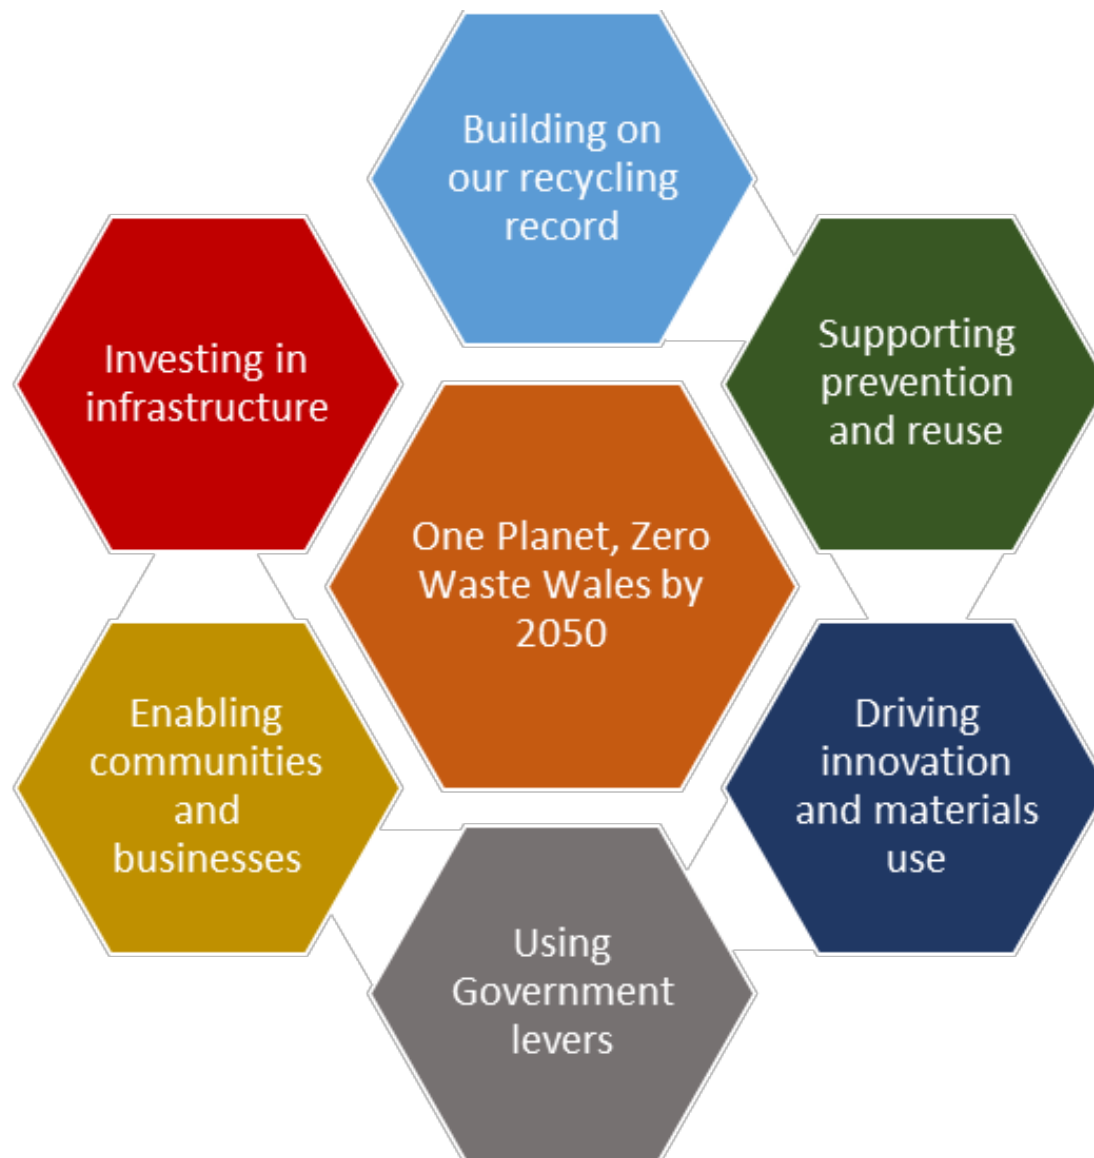 Building on
our recycling
record
Supporting
prevention
and reuse
Driving
innovation
and materials
use
Using
Government
levers
Enabling
communities
and
businesses
Investing in
infrastructure
One Planet, Zero
Waste Wales by
2050